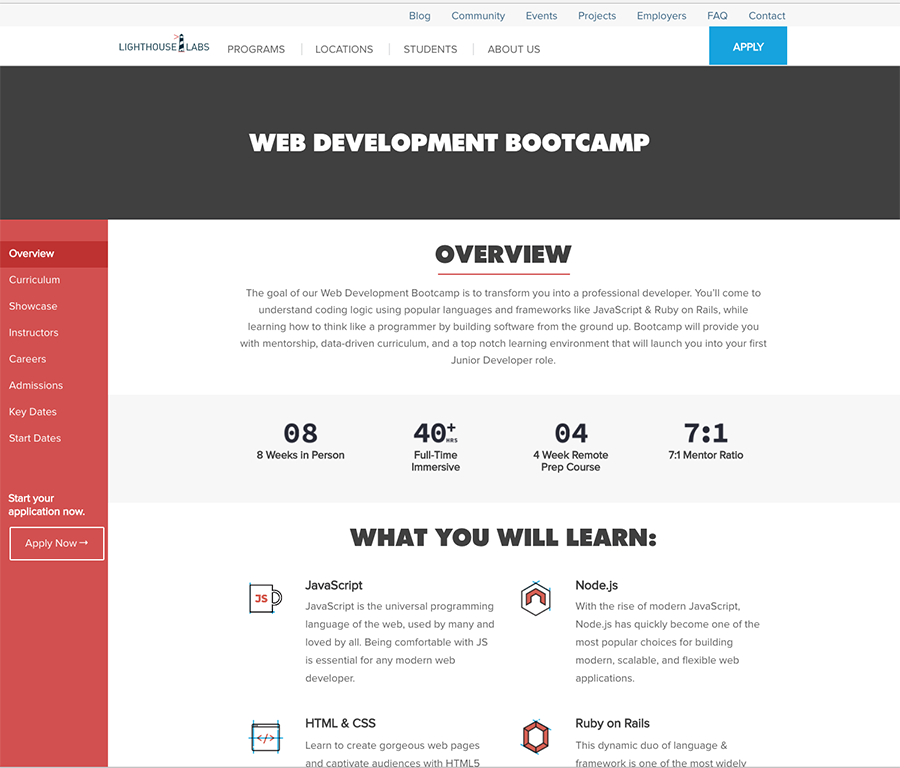 Blog Community Events Projects Employers FAQ Contact
LIGHTHOUSE LABS PROGRAMS LOCATIONS STUDENTS ABOUT US APPLY
WEB DEVELOPMENT BOOTCAMP
Overview
Curriculum
Showcase
Instructors
Careers
Admissions
Key Dates
Start Dates
Start your
application now.
Apply Now→
OVERVIEW
The goal of our Web Development Bootcamp is to transform you into a professional developer. You'll come to
understand coding logic using popular languages and frameworks like JavaScript & Ruby on Rails, while
learning how to think like a programmer by building software from the ground up. Bootcamp will provide you
with mentorship, data-driven curriculum, and a top notch learning environment that will launch you into your first
Junior Developer role.
08
8 Weeks in Person
40+ HRS
Full-Time
Immersive
04
4 Week Remote
Prep Course
7:1
7:1 Mentor Ratio
WHAT YOU WILL LEARN:
JS
JavaScript
JavaScript is the universal programming
language of the web, used by many and
loved by all. Being comfortable with JS
is essential for any modern web
developer.
Node.js
With the rise of modern JavaScript,
Node.js has quickly become one of the
most popular choices for building
modern, scalable, and flexible web
applications.
</>
HTML & CSS
Learn to create gorgeous web pages
and captivate audiences with HTML5
Ruby on Rails
This dynamic duo of language &
framework is one of the most widely